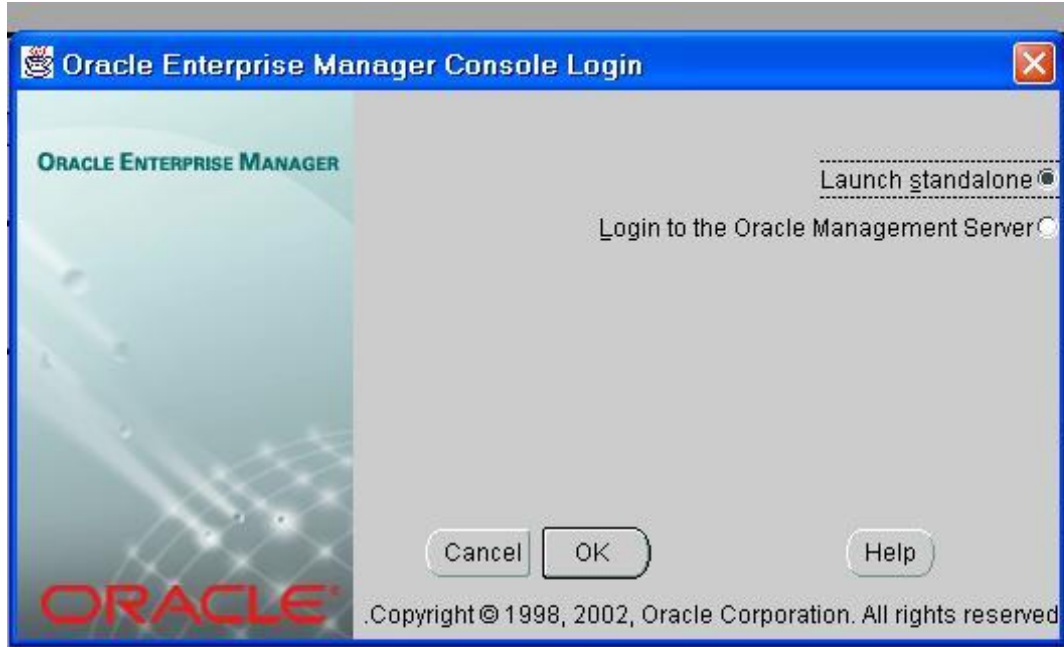 Oracle Enterprise Manager Console Login
ORACLE ENTERPRISE MANAGER
Launch standalone
Login to the Oracle Management Server
Cancel OK Help
ORACLE®
.Copyright © 1998, 2002, Oracle Corporation. All rights reserved